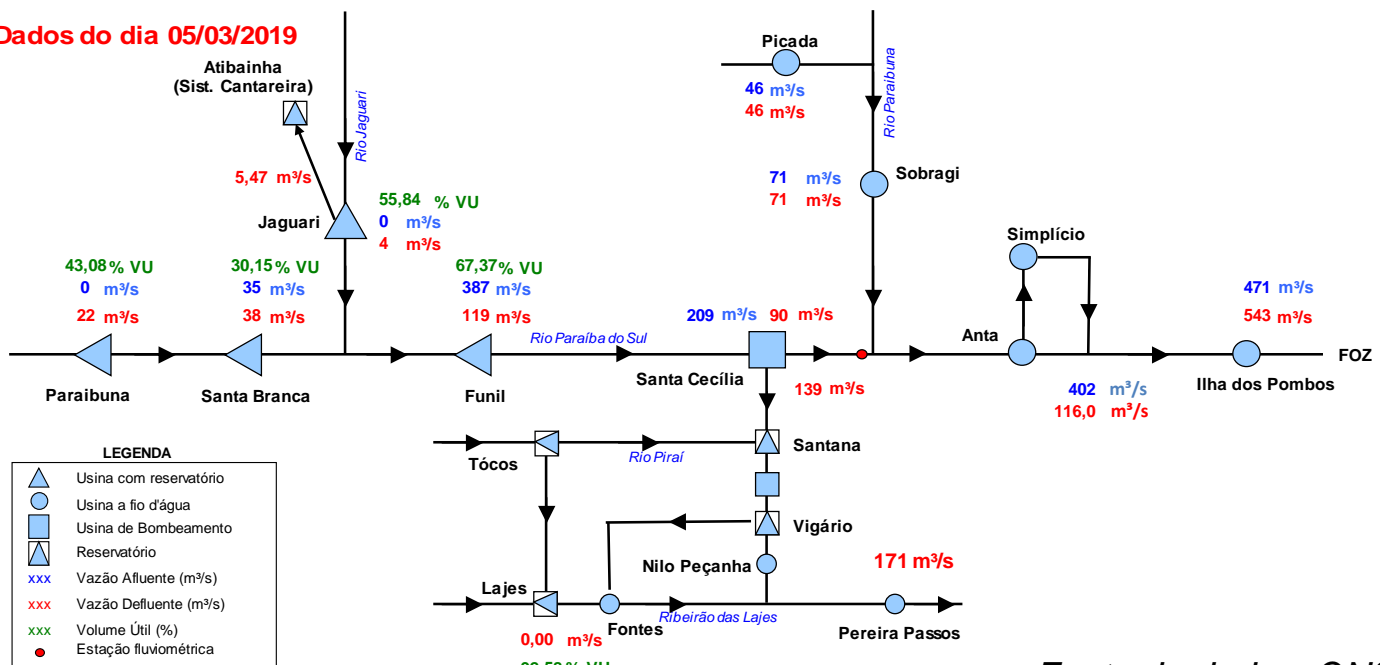 Dados do dia 05/03/2019
Atibainha
(Sist. Cantareira)
Rio Jaguari
5,47 m³/s
Jaguari
55,84 % VU
0 m³/s
4 m³/s
Picada
46 m³/s
46 m³/s
Rio Paraibuna
71 m³/s
71 m³/s
Sobragi
43,08 % VU
0 m³/s
22 m³/s
Paraibuna
30,15 % VU
35 m³/s
38 m³/s
Santa Branca
67,37 % VU
387 m³/s
119 m³/s
Funil
Rio Paraíba do Sul
209 m³/s 90 m³/s
Santa Cecília
139 m³/s
Simplício
Anta
402 m³/s
116,0 m³/s
471 m³/s
543 m³/s
Ilha dos Pombos
FOZ
Tócos
Rio Piraí
Santana
Vigário
Nilo Peçanha
171 m³/s
Lajes
Fontes
Ribeirão das Lajes
Pereira Passos
0,00 m³/s
LEGENDA
Usina com reservatório
Usina a fio d'água
Usina de Bombeamento
Reservatório
xxx Vazão Afluente (m³/s)
xxx Vazão Defluente (m³/s)
xxx Volume Útil (%)
Estação fluviométrica